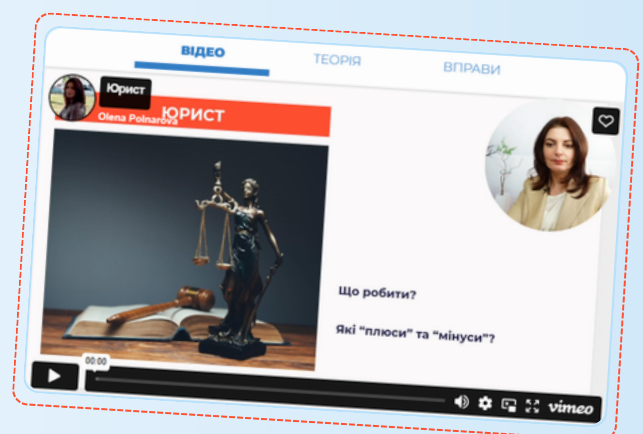 ВІДЕО
ТЕОРІЯ
ВПРАВИ
Юрист
Olena Polnarova
ЮРИСТ
Що робити?
Які “плюси” та “мінуси”?
00:00
vimeo